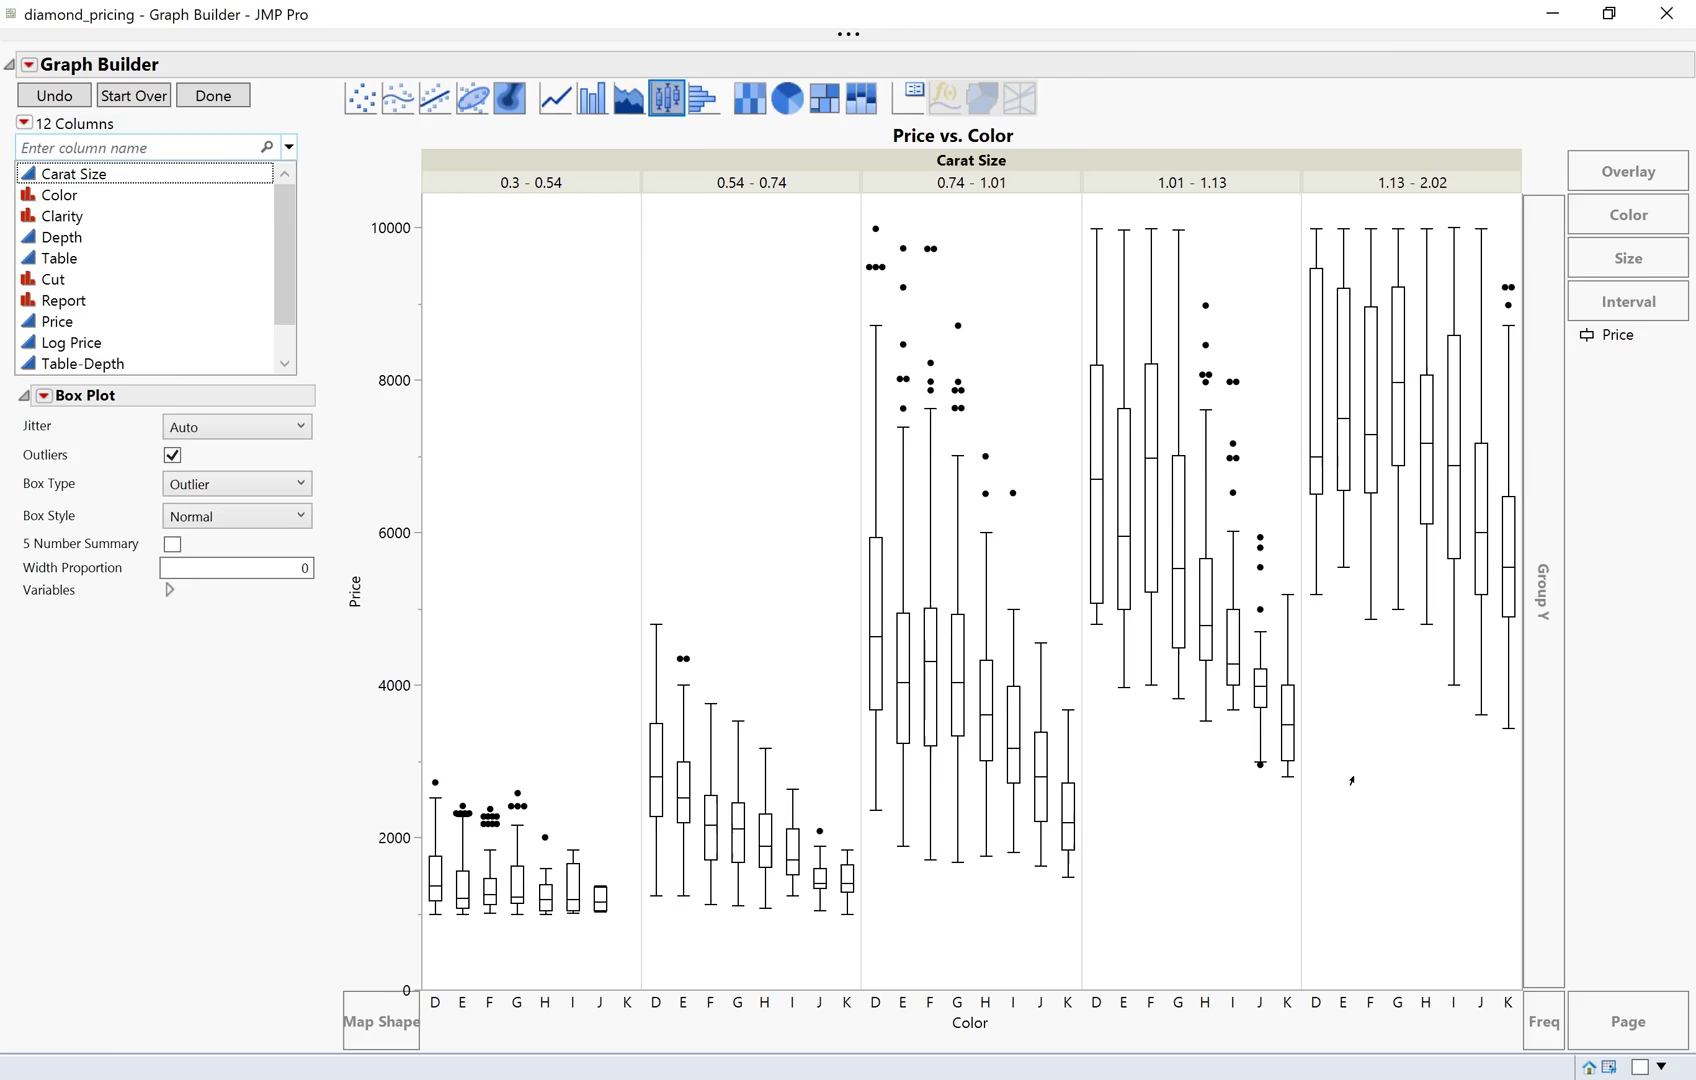 diamond_pricing - Graph Builder - JMP Pro
Graph Builder
Undo
Start Over
Done
12 Columns
Enter column name
Carat Size
Color
Clarity
Depth
Table
Cut
Report
Price
Log Price
Table-Depth
Box Plot
Jitter
Auto
Outliers
Box Type
Outlier
Box Style
Normal
5 Number Summary
Width Proportion
0
Variables
Price vs. Color
Carat Size
0.3 - 0.54
0.54 - 0.74
0.74 - 1.01
1.01 - 1.13
1.13 - 2.02
Price
10000
8000
6000
4000
2000
0
D E F G H I J K
D E F G H I J K
D E F G H I J K
D E F G H I J K
D E F G H I J K
Color
Map Shape
Group Y
Freq
Page
Overlay
Color
Size
Interval
Price